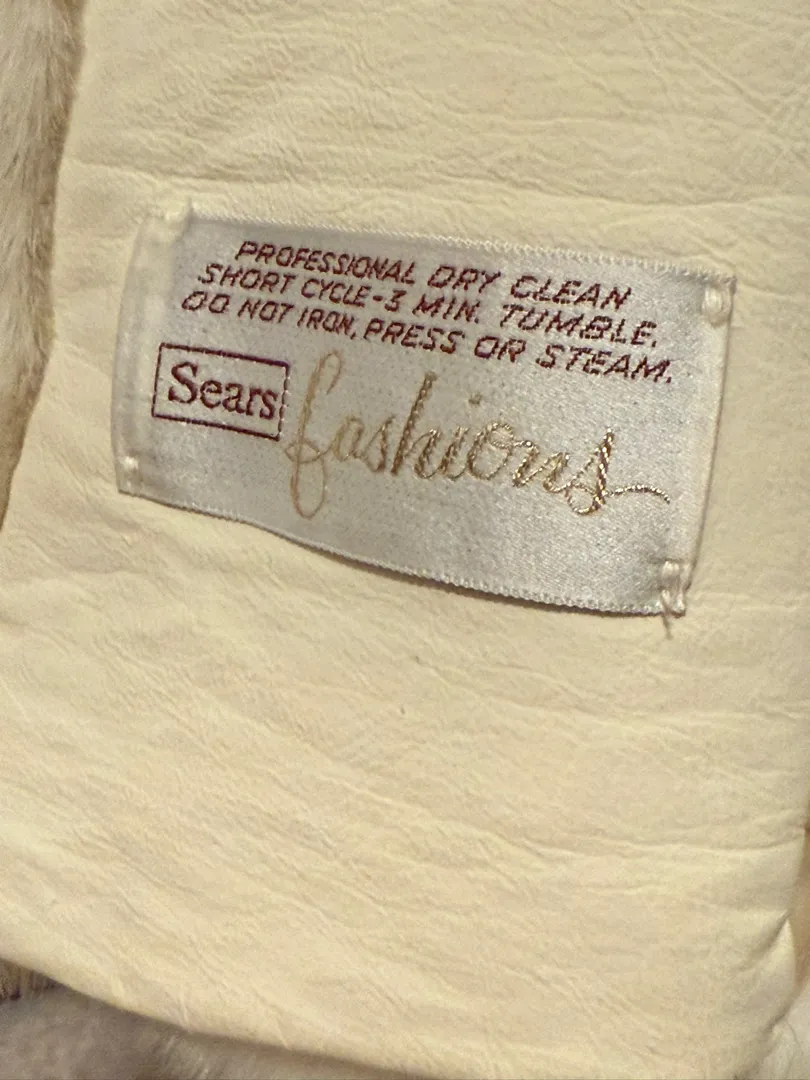 PROFESSIONAL DRY CLEAN
SHORT CYCLE-3 MIN. TUMBLE.
DO NOT IRON, PRESS OR STEAM.
Sears fashions